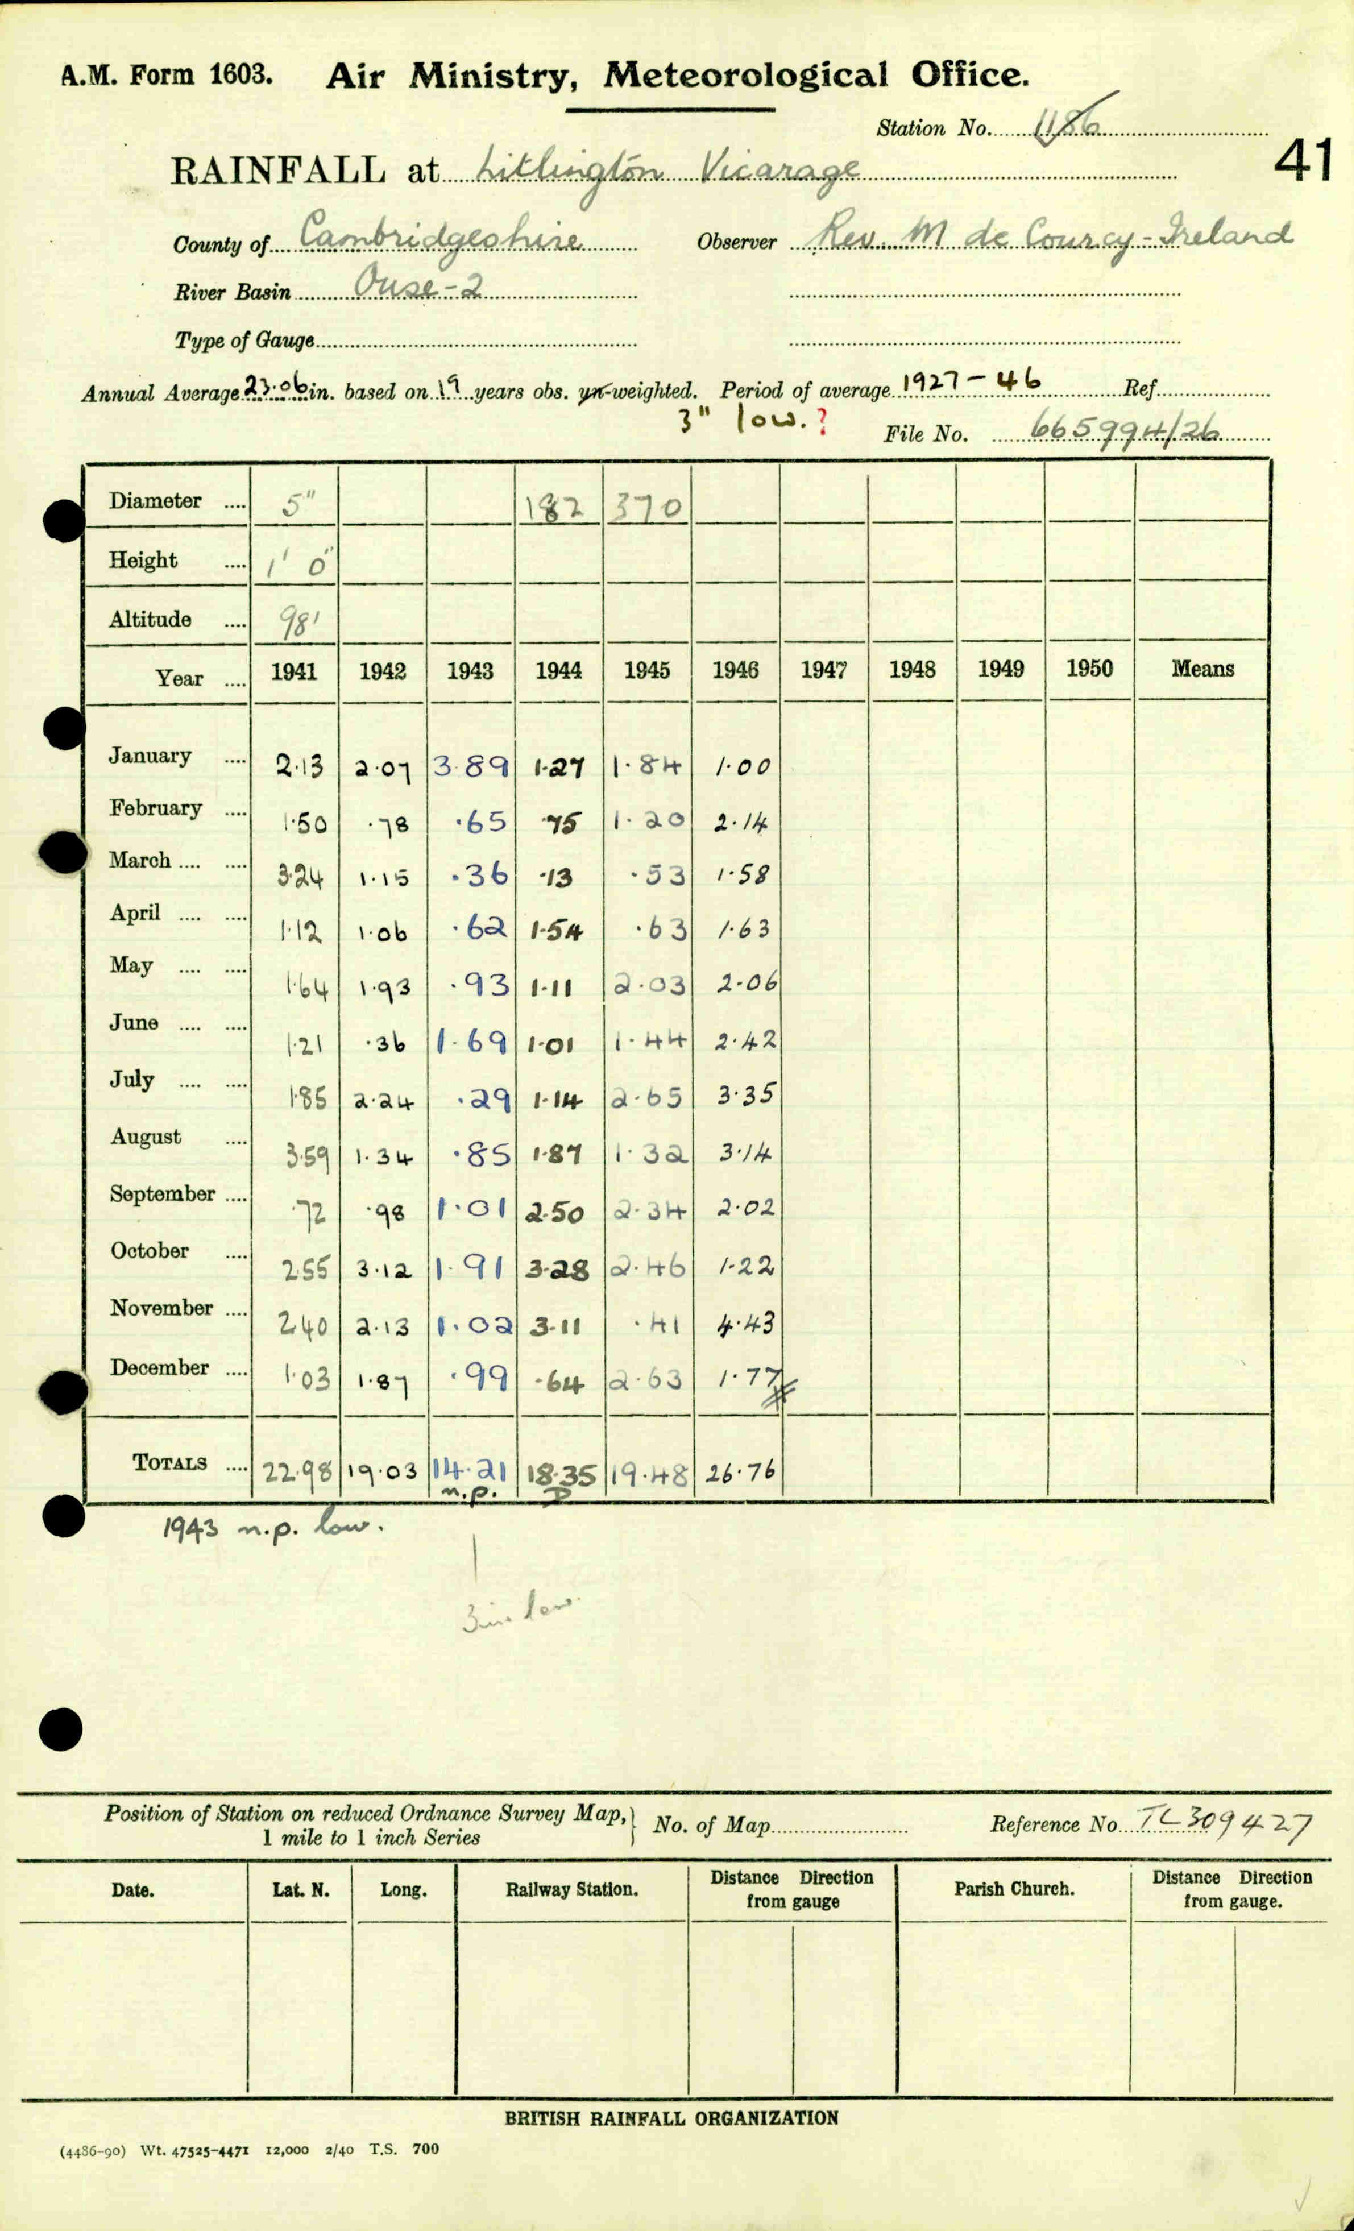 A.M. Form 1603. Air Ministry, Meteorological Office.
Station No. 1186
41
RAINFALL at Litlington Vicarage
County of Cambridgeshire Observer Rev. M de Courcy-Ireland
River Basin Ouse-2
Type of Gauge
Annual Average 23.06 in. based on 19 years obs. un-weighted. Period of average 1927-46 Ref.
3" low.?
File No. 665994/26
Diameter .... 5" 182 370
Height .... 1' 0"
Altitude .... 98'
Year .... 1941 1942 1943 1944 1945 1946 1947 1948 1949 1950 Means
January .... 2.13 2.07 3.89 1.27 1.84 1.00
February .... 1.50 .78 .65 .75 1.20 2.14
March .... .... 3.24 1.15 .36 .13 .53 1.58
April .... .... 1.12 1.06 .62 1.54 .63 1.63
May .... .... 1.64 1.93 .93 1.11 2.03 2.06
June .... .... 1.21 .36 1.69 1.01 1.44 2.42
July .... .... 1.85 2.24 .29 1.14 2.65 3.35
August .... 3.59 1.34 .85 1.87 1.32 3.14
September .... .72 .98 1.01 2.50 2.34 2.02
October .... 2.55 3.12 1.91 3.28 2.46 1.22
November .... 2.40 2.13 1.02 3.11 .41 4.43
December .... 1.03 1.87 .99 .64 2.63 1.77
TOTALS .... 22.98 19.03 14.21 18.35 19.48 26.76
n.p. D
1943 n.p. low.
3in low.
Position of Station on reduced Ordnance Survey Map, 1 mile to 1 inch Series } No. of Map Reference No. TL309427
Date. Lat. N. Long. Railway Station. Distance Direction from gauge Parish Church. Distance Direction from gauge.
BRITISH RAINFALL ORGANIZATION
(4486-90) Wt. 47525-4471 12,000 2/40 T.S. 700